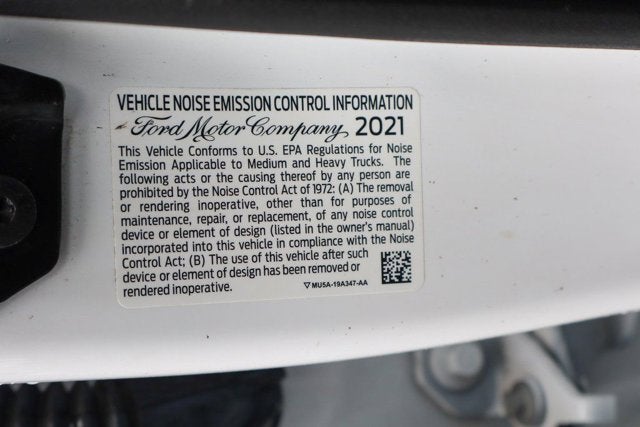 VEHICLE NOISE EMISSION CONTROL INFORMATION
Ford Motor Company 2021
This Vehicle Conforms to U.S. EPA Regulations for Noise
Emission Applicable to Medium and Heavy Trucks. The
following acts or the causing thereof by any person are
prohibited by the Noise Control Act of 1972: (A) The removal
or rendering inoperative, other than for purposes of
maintenance, repair, or replacement, of any noise control
device or element of design (listed in the owner's manual)
incorporated into this vehicle in compliance with the Noise
Control Act; (B) The use of this vehicle after such
device or element of design has been removed or
rendered inoperative.
MU5A-19A347-AA